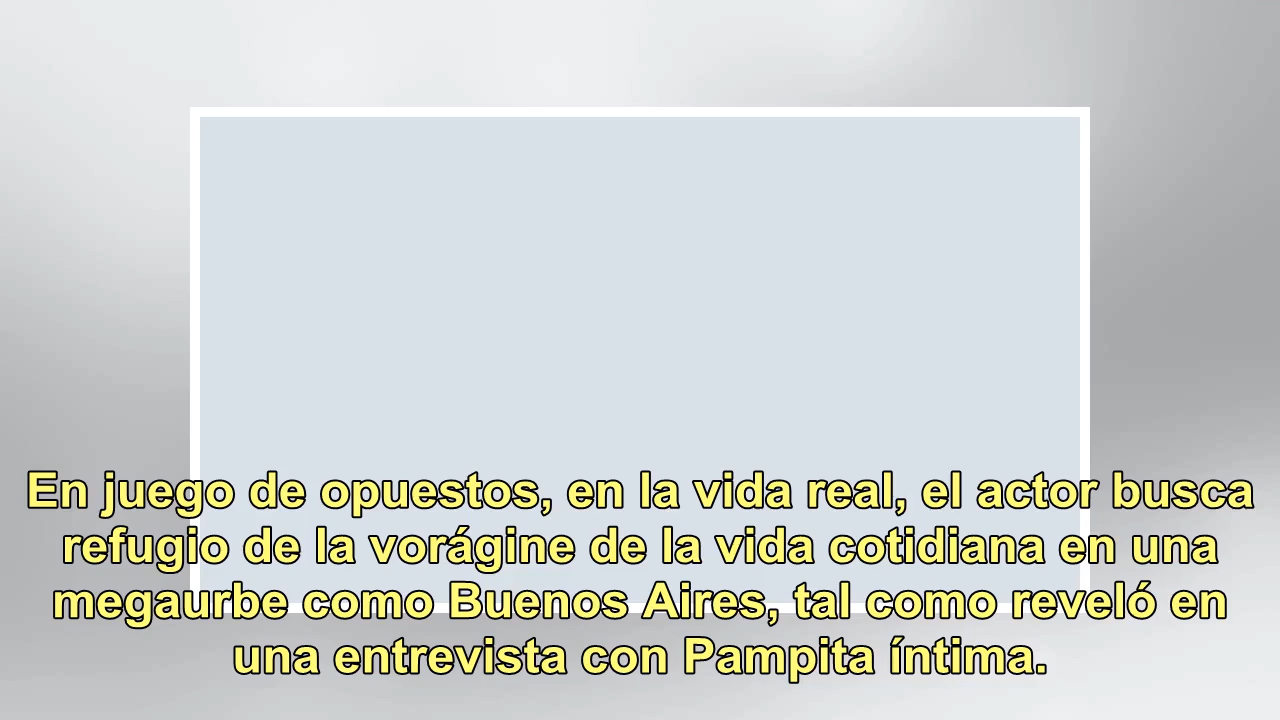 En juego de opuestos, en la vida real, el actor busca
refugio de la vorágine de la vida cotidiana en una
megaurbe como Buenos Aires, tal como reveló en
una entrevista con Pampita íntima.